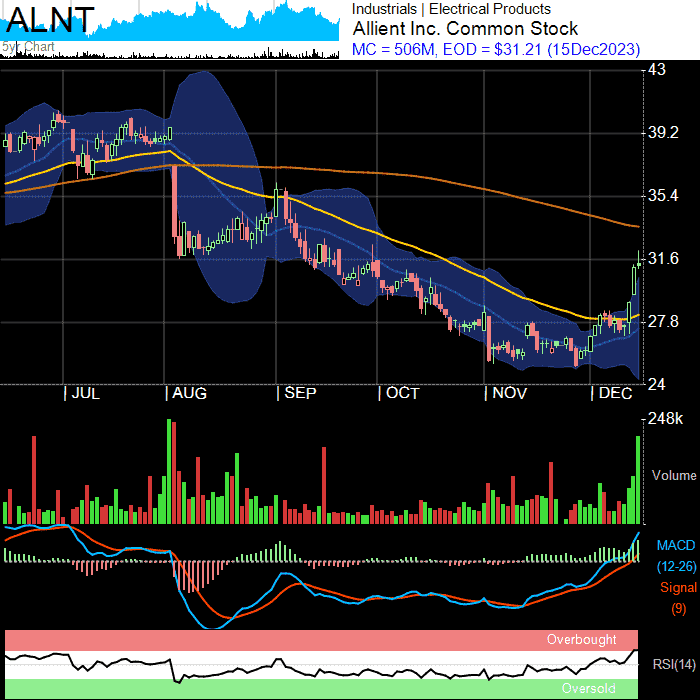 ALNT
5yr Chart
Industrials | Electrical Products
Allient Inc. Common Stock
MC = 506M, EOD = $31.21 (15Dec2023)
43
39.2
35.4
31.6
27.8
24
| JUL | AUG | SEP | OCT | NOV | DEC
248k
Volume
MACD
(12-26)
Signal
(9)
Overbought
RSI(14)
Oversold